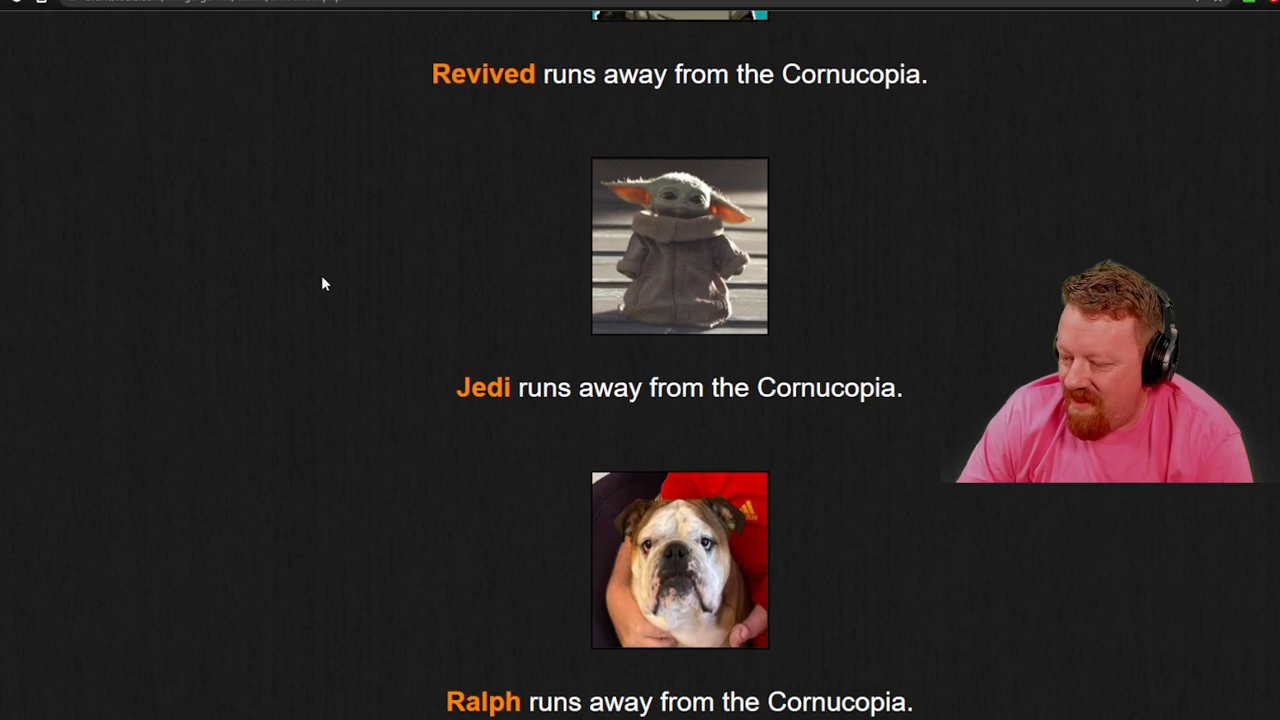 Revived runs away from the Cornucopia.
Jedi runs away from the Cornucopia.
Ralph runs away from the Cornucopia.